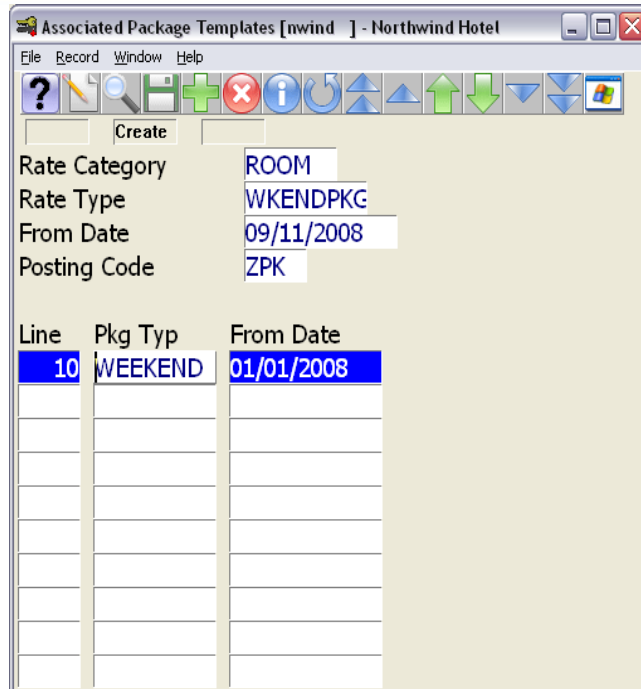 Associated Package Templates [nwind ] - Northwind Hotel
File Record Window Help
?
Create
Rate Category ROOM
Rate Type WKENDPKG
From Date 09/11/2008
Posting Code ZPK
Line Pkg Typ From Date
10 WEEKEND 01/01/2008